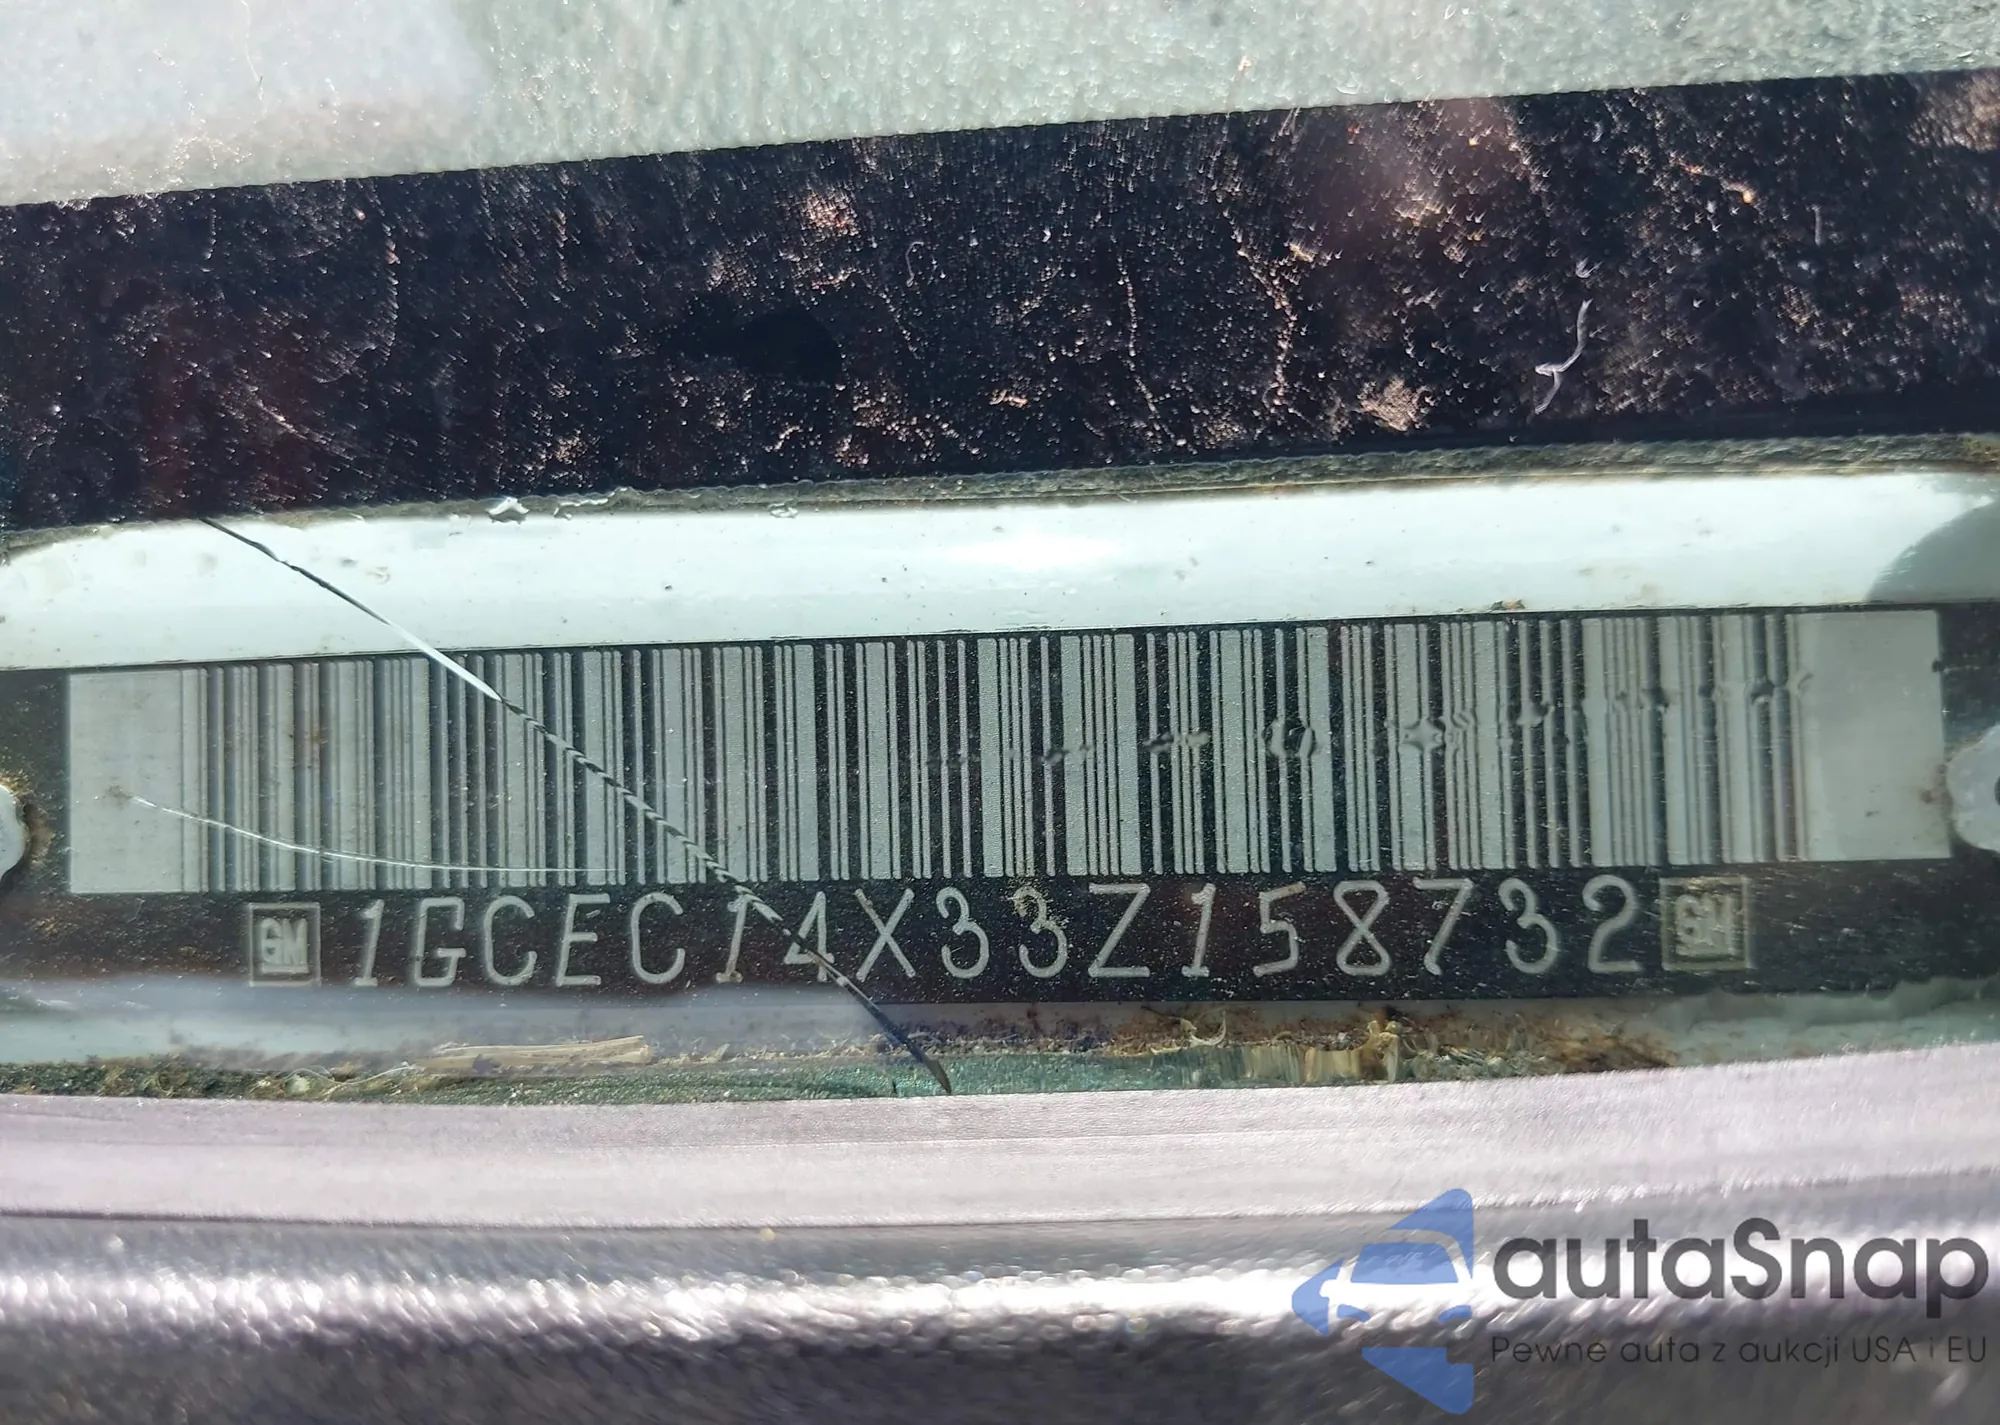 GM 1GCEC14X33Z158732 GM
autaSnap
Pewne auta z aukcji USA i EU